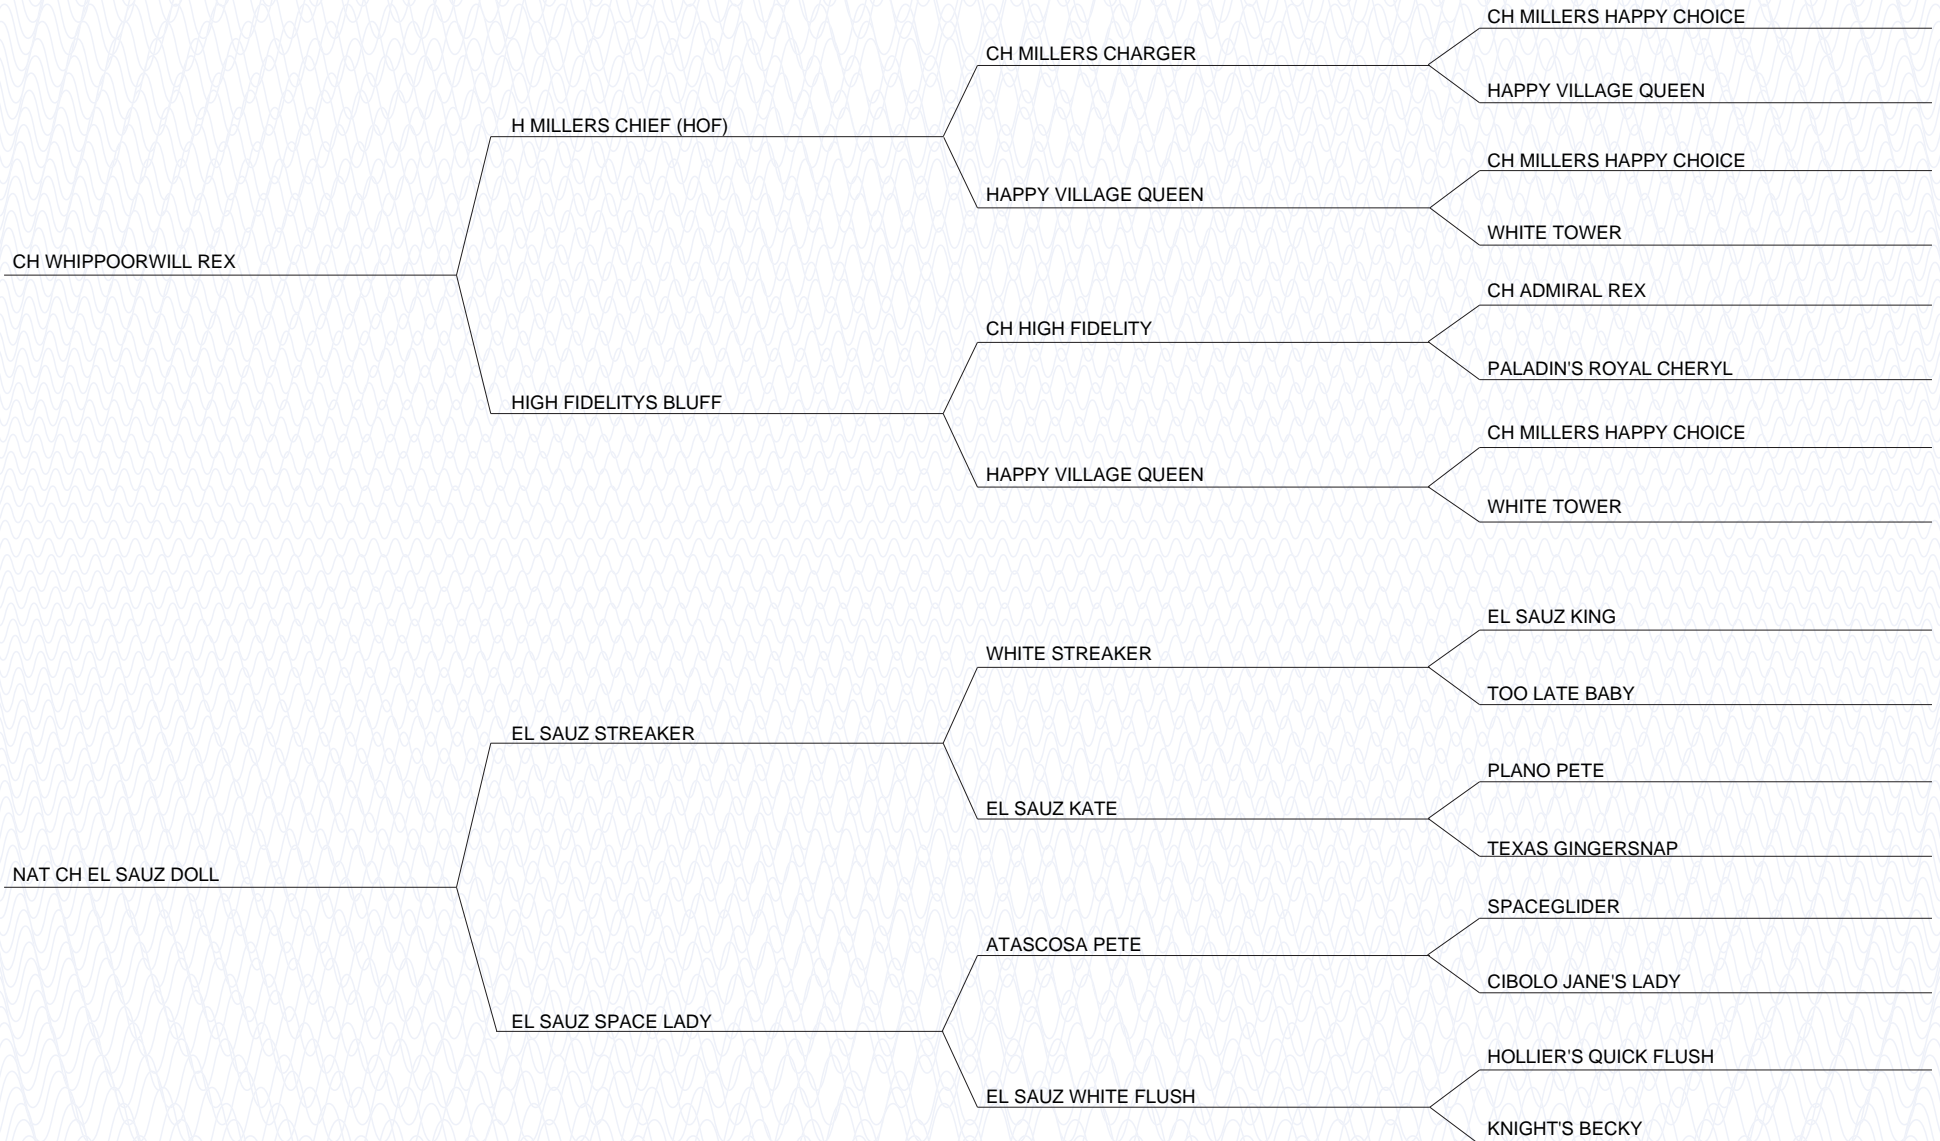 CH MILLERS HAPPY CHOICE
CH MILLERS CHARGER
HAPPY VILLAGE QUEEN
H MILLERS CHIEF (HOF)
CH MILLERS HAPPY CHOICE
HAPPY VILLAGE QUEEN
WHITE TOWER
CH WHIPPOORWILL REX
CH ADMIRAL REX
CH HIGH FIDELITY
PALADIN'S ROYAL CHERYL
HIGH FIDELITYS BLUFF
CH MILLERS HAPPY CHOICE
HAPPY VILLAGE QUEEN
WHITE TOWER
EL SAUZ KING
WHITE STREAKER
TOO LATE BABY
EL SAUZ STREAKER
PLANO PETE
EL SAUZ KATE
TEXAS GINGERSNAP
NAT CH EL SAUZ DOLL
SPACEGLIDER
ATASCOSA PETE
CIBOLO JANE'S LADY
EL SAUZ SPACE LADY
HOLLIER'S QUICK FLUSH
EL SAUZ WHITE FLUSH
KNIGHT'S BECKY